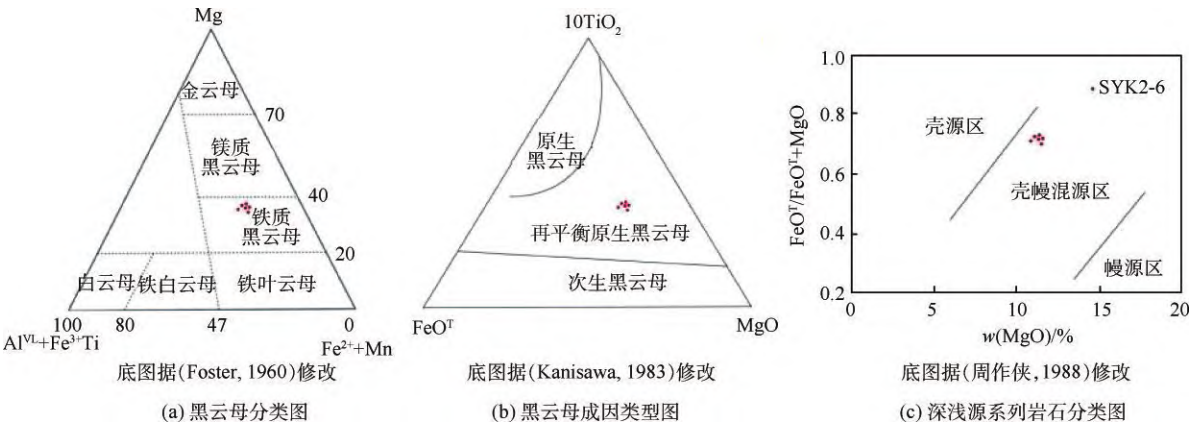 Mg
金云母
70
镁质
黑云母
40
铁质
黑云母
20
白云母
铁白云母
铁叶云母
100
80
47
0
Al^VL+Fe³⁺Ti
Fe²⁺+Mn
底图据(Foster, 1960)修改
(a) 黑云母分类图
10TiO₂
原生
黑云母
再平衡原生黑云母
次生黑云母
FeO^T
MgO
底图据(Kanisawa, 1983)修改
(b) 黑云母成因类型图
1.0
0.8
0.6
0.4
0.2
FeO^T/FeO^T+MgO
SYK2-6
壳源区
壳幔混源区
幔源区
0
5
10
15
20
w(MgO)/%
底图据(周作侠,1988)修改
(c) 深浅源系列岩石分类图